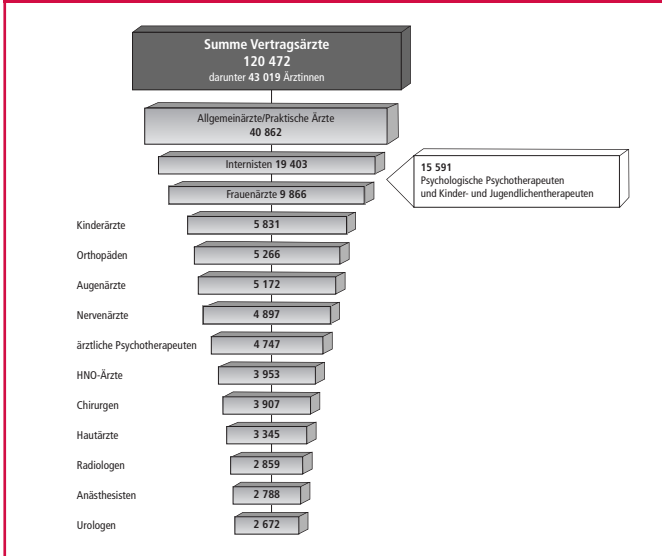 Summe Vertragsärzte
120 472
darunter 43 019 Ärztinnen
Allgemeinärzte/Praktische Ärzte
40 862
Internisten 19 403
15 591
Psychologische Psychotherapeuten
und Kinder- und Jugendlichentherapeuten
Frauenärzte 9 866
Kinderärzte 5 831
Orthopäden 5 266
Augenärzte 5 172
Nervenärzte 4 897
ärztliche Psychotherapeuten 4 747
HNO-Ärzte 3 953
Chirurgen 3 907
Hautärzte 3 345
Radiologen 2 859
Anästhesisten 2 788
Urologen 2 672